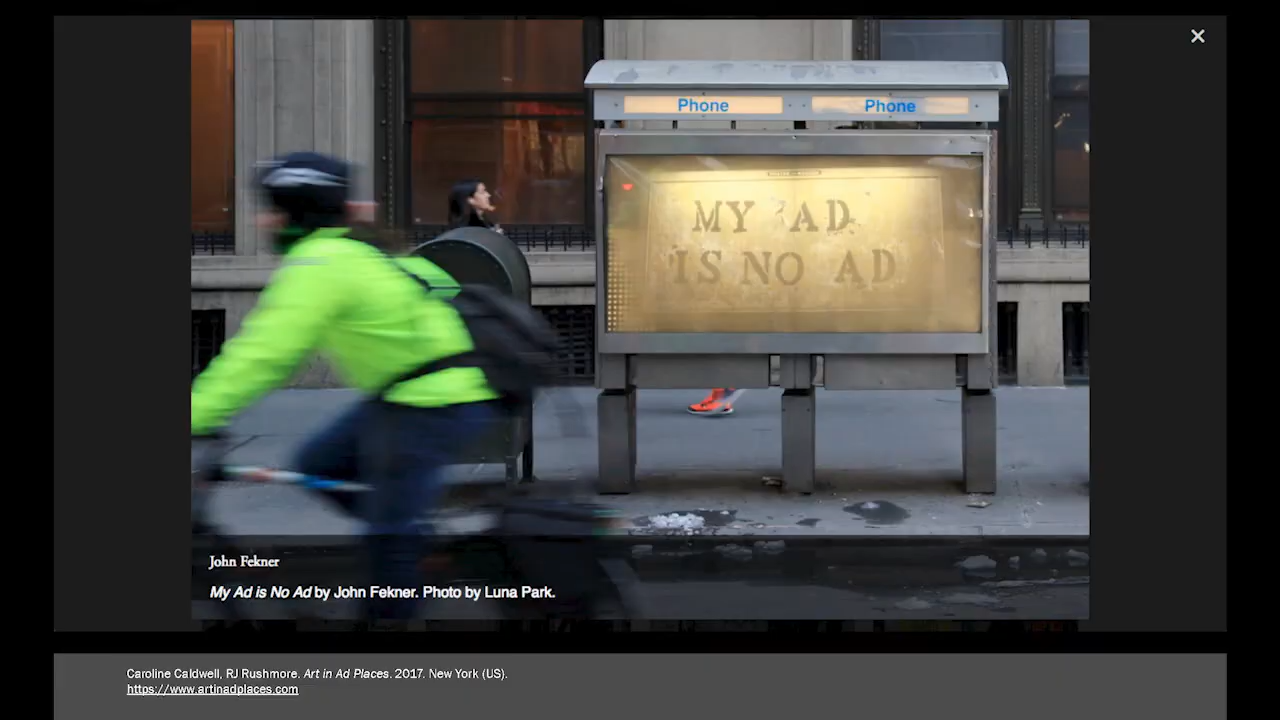 Phone Phone
MY AD
IS NO AD
John Fekner
My Ad is No Ad by John Fekner. Photo by Luna Park.
Caroline Caldwell, RJ Rushmore. Art in Ad Places. 2017. New York (US).
https://www.artinadplaces.com